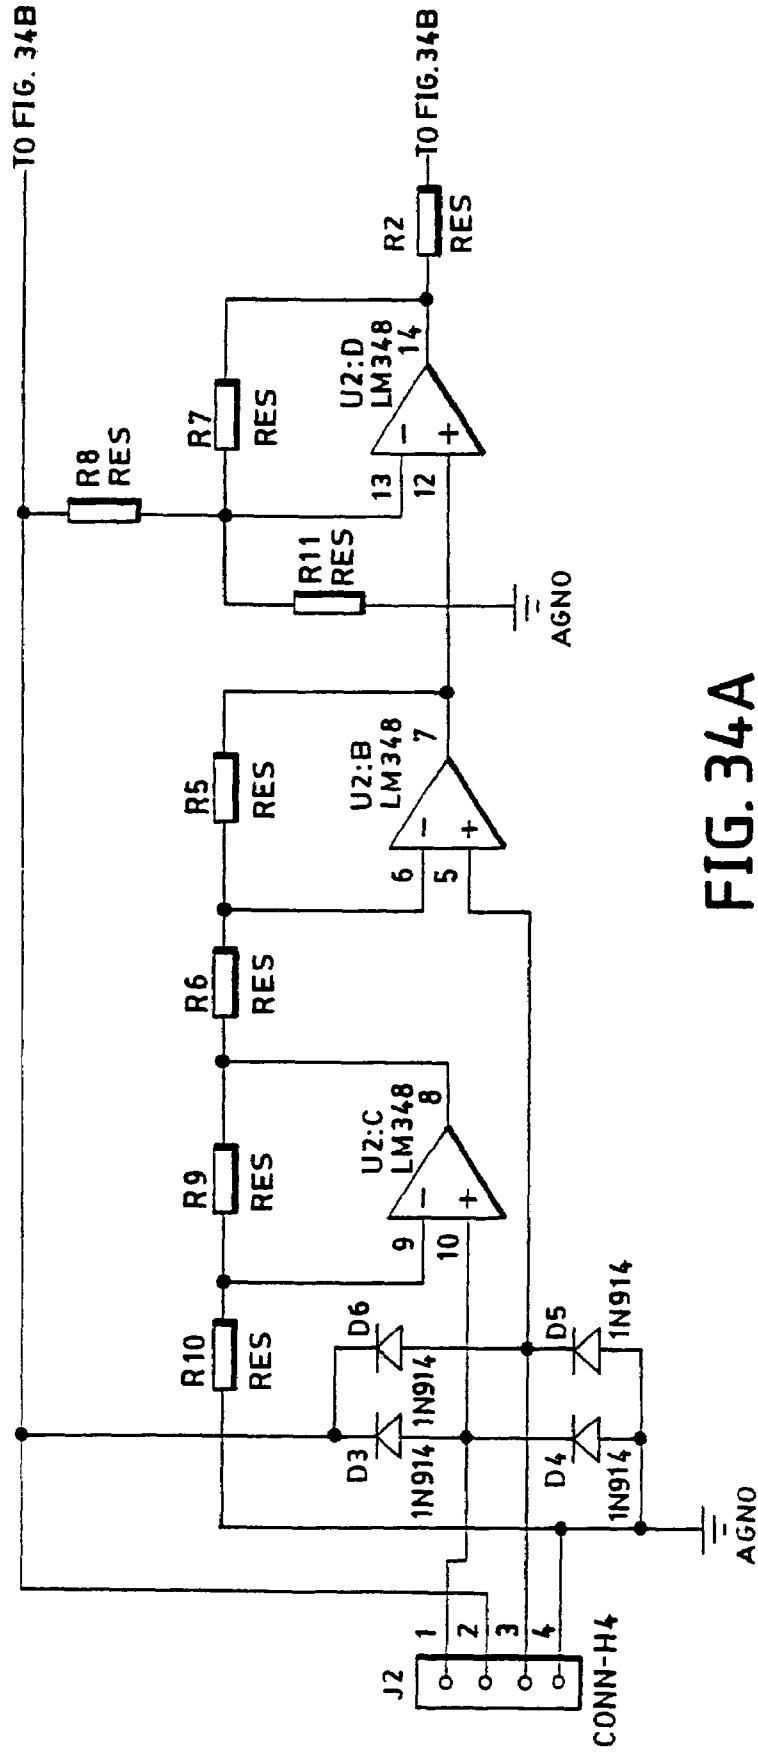 TO FIG. 34B
TO FIG.34B
R8
RES
R7
RES
R2
RES
U2:D
LM348
14
13
12
R11
RES
AGNO
R5
RES
U2:B
LM348
7
6
5
R6
RES
R9
RES
U2:C
LM348
8
9
10
R10
RES
D6
1N914
D3
1N914
D5
1N914
D4
1N914
AGNO
J2
1
2
3
4
CONN-H4
FIG. 34A